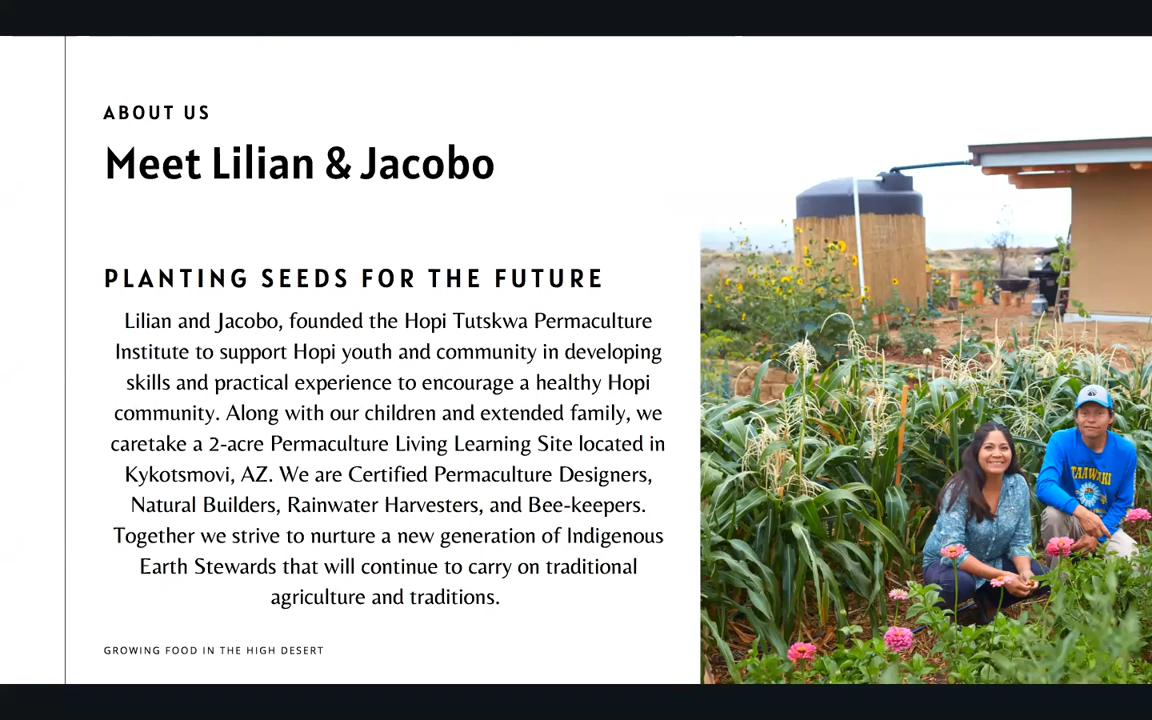 ABOUT US
Meet Lilian & Jacobo
PLANTING SEEDS FOR THE FUTURE
Lilian and Jacobo, founded the Hopi Tutskwa Permaculture
Institute to support Hopi youth and community in developing
skills and practical experience to encourage a healthy Hopi
community. Along with our children and extended family, we
caretake a 2-acre Permaculture Living Learning Site located in
Kykotsmovi, AZ. We are Certified Permaculture Designers,
Natural Builders, Rainwater Harvesters, and Bee-keepers.
Together we strive to nurture a new generation of Indigenous
Earth Stewards that will continue to carry on traditional
agriculture and traditions.
GROWING FOOD IN THE HIGH DESERT
TAAWAKI